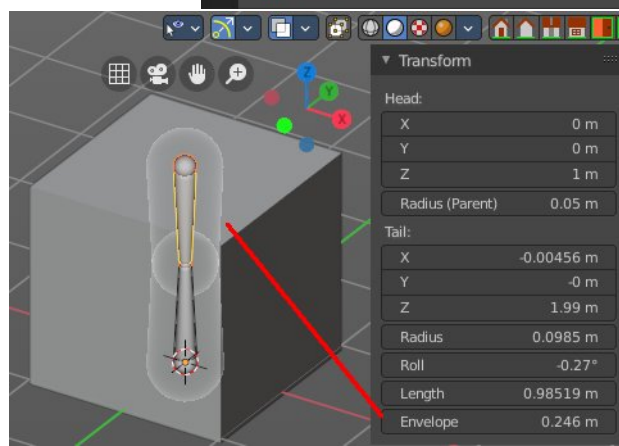 Z
Y
X
Transform
Head:
X 0 m
Y 0 m
Z 1 m
Radius (Parent) 0.05 m
Tail:
X -0.00456 m
Y -0 m
Z 1.99 m
Radius 0.0985 m
Roll -0.27°
Length 0.98519 m
Envelope 0.246 m